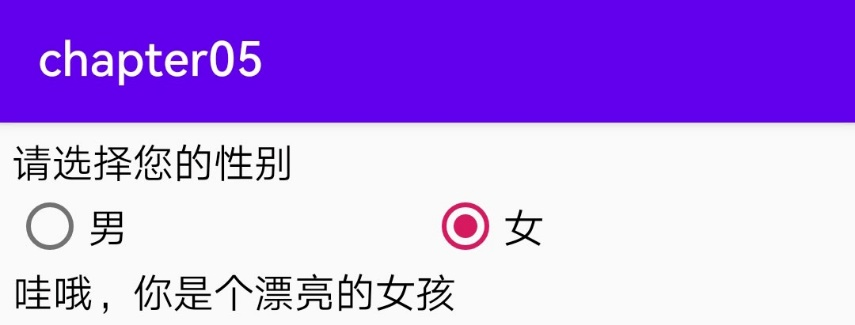 chapter05
请选择您的性别
男 女
哇哦，你是个漂亮的女孩